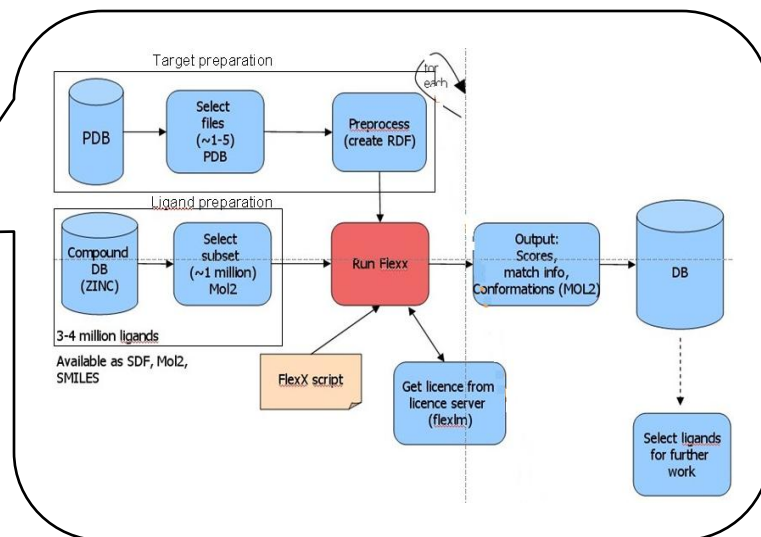 Target preparation
for
each
PDB
Select
files
(~1-5)
PDB
Preprocess
(create RDF)
Ligand preparation
Compound
DB
(ZINC)
Select
subset
(~1 million)
Mol2
Run Flexx
Output:
Scores,
match info,
Conformations (MOL2)
DB
3-4 million ligands
Available as SDF, Mol2,
SMILES
FlexX script
Get licence from
licence server
(flexlm)
Select ligands
for further
work